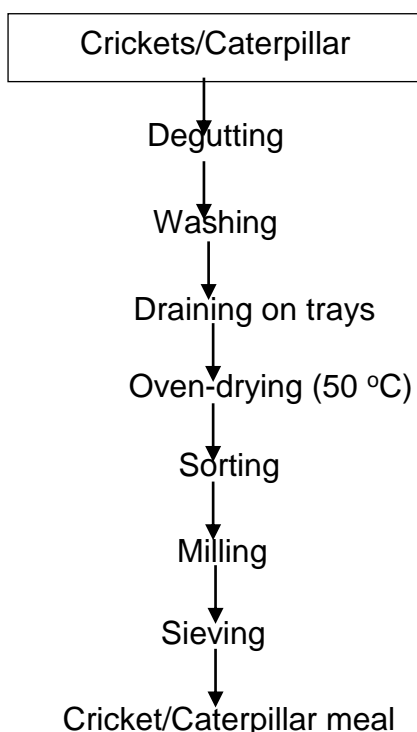 Crickets/Caterpillar
Degutting
Washing
Draining on trays
Oven-drying (50 °C)
Sorting
Milling
Sieving
Cricket/Caterpillar meal